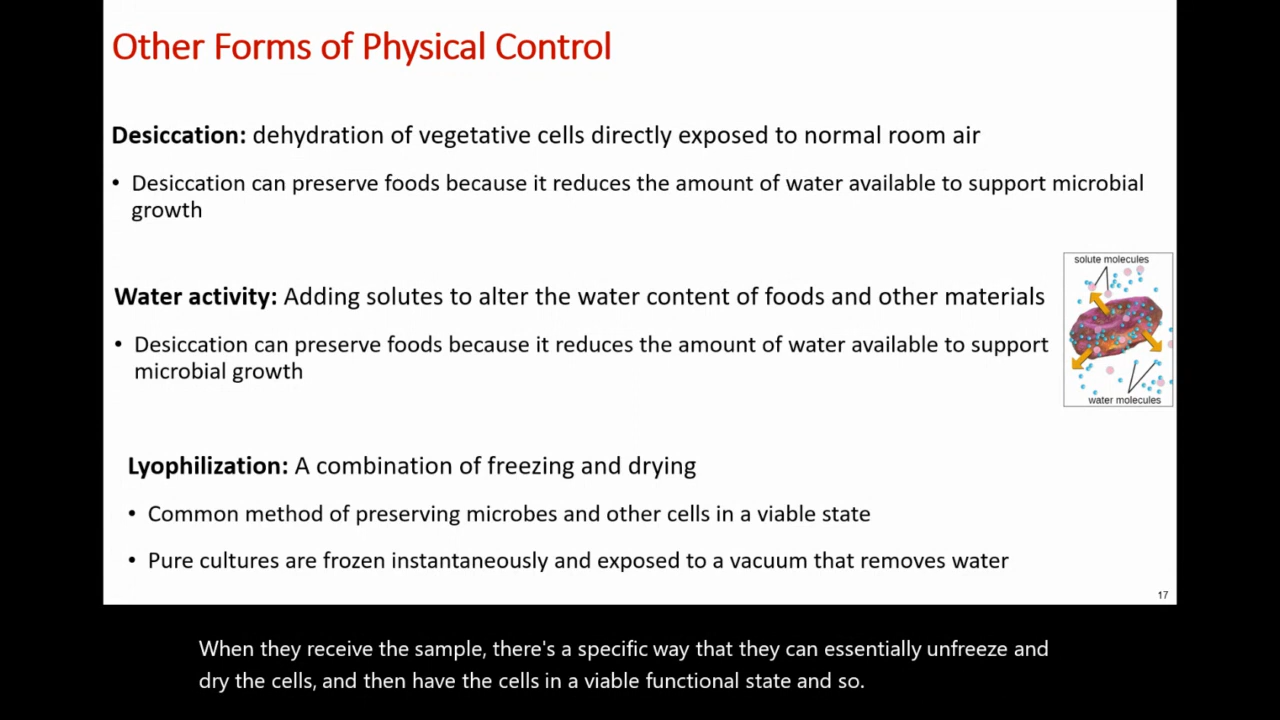 Other Forms of Physical Control
Desiccation: dehydration of vegetative cells directly exposed to normal room air
• Desiccation can preserve foods because it reduces the amount of water available to support microbial
growth
Water activity: Adding solutes to alter the water content of foods and other materials
• Desiccation can preserve foods because it reduces the amount of water available to support
microbial growth
solute molecules
water molecules
Lyophilization: A combination of freezing and drying
• Common method of preserving microbes and other cells in a viable state
• Pure cultures are frozen instantaneously and exposed to a vacuum that removes water
17
When they receive the sample, there's a specific way that they can essentially unfreeze and
dry the cells, and then have the cells in a viable functional state and so.